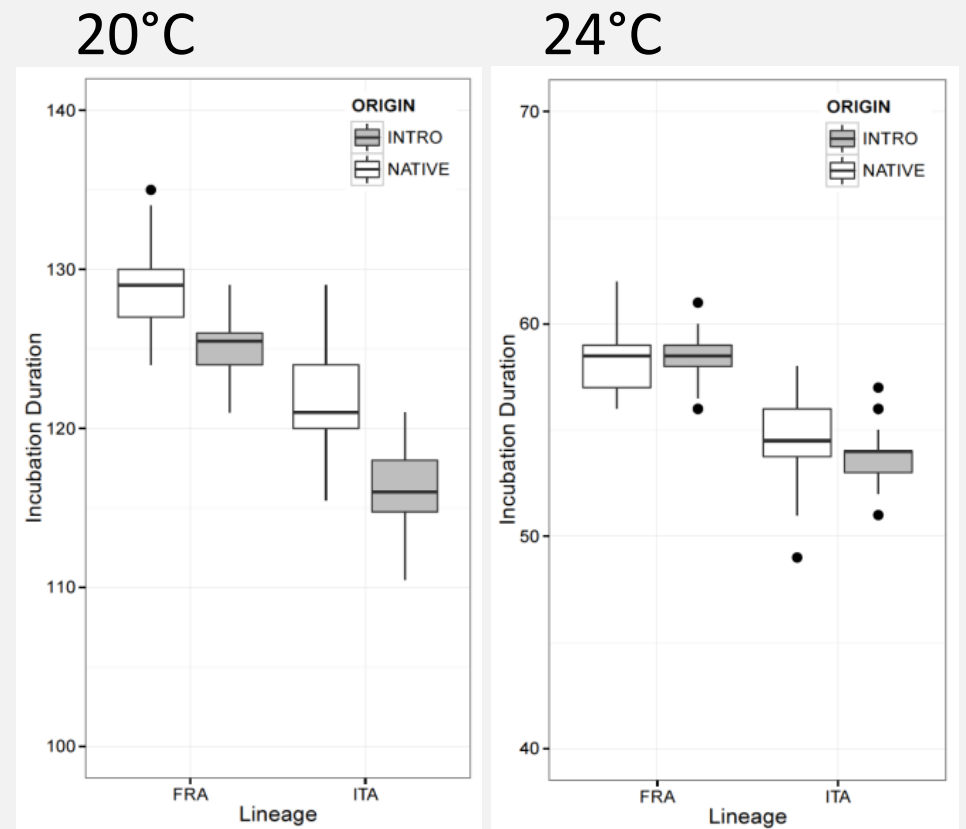 20°C
140
130
120
110
100
Incubation Duration
ORIGIN
INTRO
NATIVE
FRA
ITA
Lineage
24°C
70
60
50
40
Incubation Duration
ORIGIN
INTRO
NATIVE
FRA
ITA
Lineage